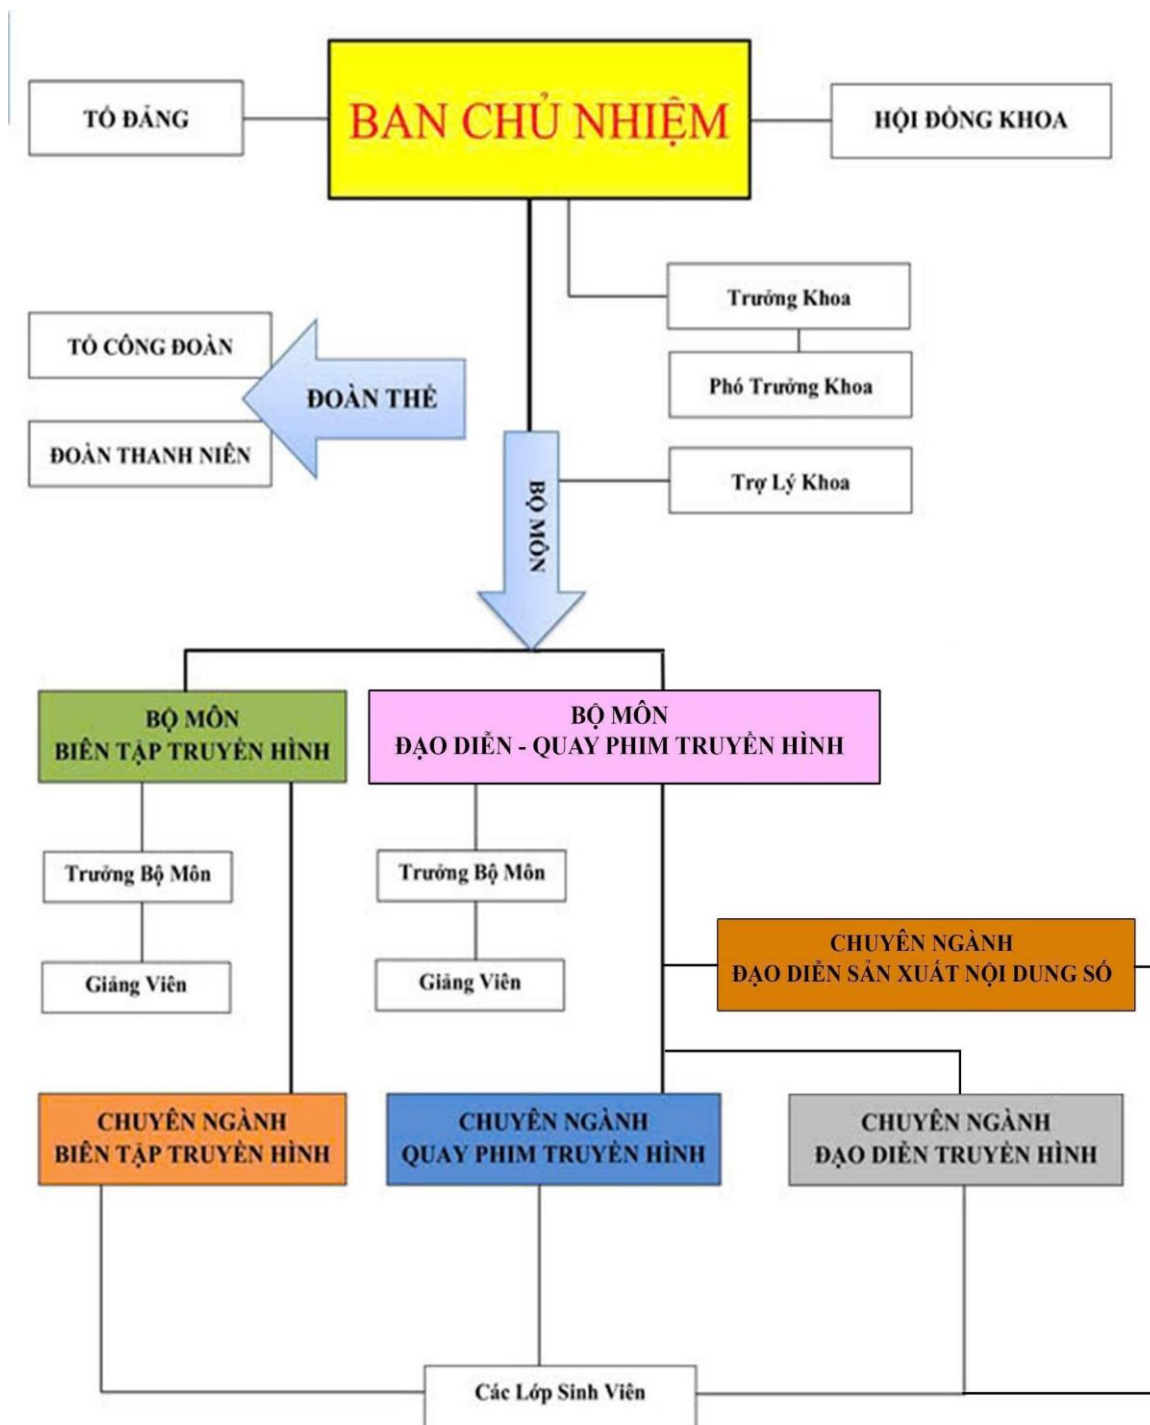 TỔ ĐẢNG
BAN CHỦ NHIỆM
HỘI ĐỒNG KHOA
Trưởng Khoa
Phó Trưởng Khoa
TỔ CÔNG ĐOÀN
ĐOÀN THỂ
ĐOÀN THANH NIÊN
Trợ Lý Khoa
BỘ MÔN
BỘ MÔN
BIÊN TẬP TRUYỀN HÌNH
BỘ MÔN
ĐẠO DIỄN - QUAY PHIM TRUYỀN HÌNH
Trưởng Bộ Môn
Trưởng Bộ Môn
Giảng Viên
Giảng Viên
CHUYÊN NGÀNH
ĐẠO DIỄN SẢN XUẤT NỘI DUNG SỐ
CHUYÊN NGÀNH
BIÊN TẬP TRUYỀN HÌNH
CHUYÊN NGÀNH
QUAY PHIM TRUYỀN HÌNH
CHUYÊN NGÀNH
ĐẠO DIỄN TRUYỀN HÌNH
Các Lớp Sinh Viên